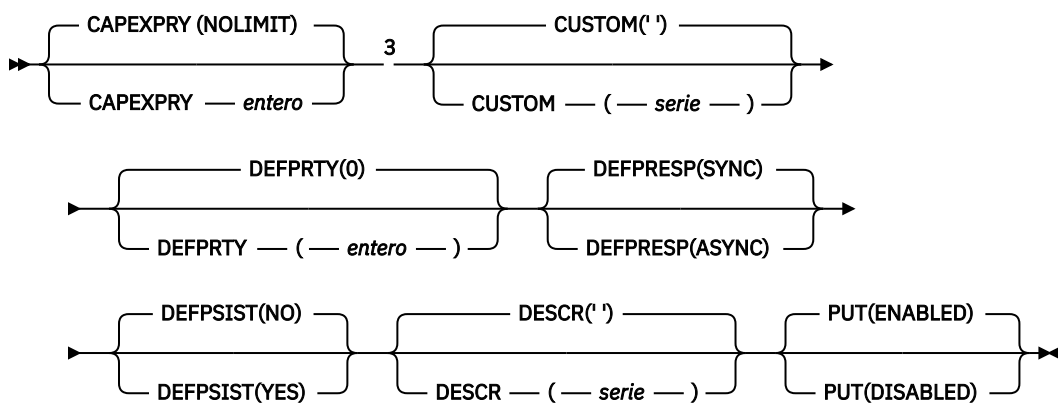 CAPEXPRY (NOLIMIT)
3
CUSTOM(' ')
CAPEXPRY entero
CUSTOM ( serie )
DEFPRTY(0)
DEFPRESP(SYNC)
DEFPRTY ( entero )
DEFPRESP(ASYNC)
DEFPSIST(NO)
DESCR(' ')
PUT(ENABLED)
DEFPSIST(YES)
DESCR ( serie )
PUT(DISABLED)